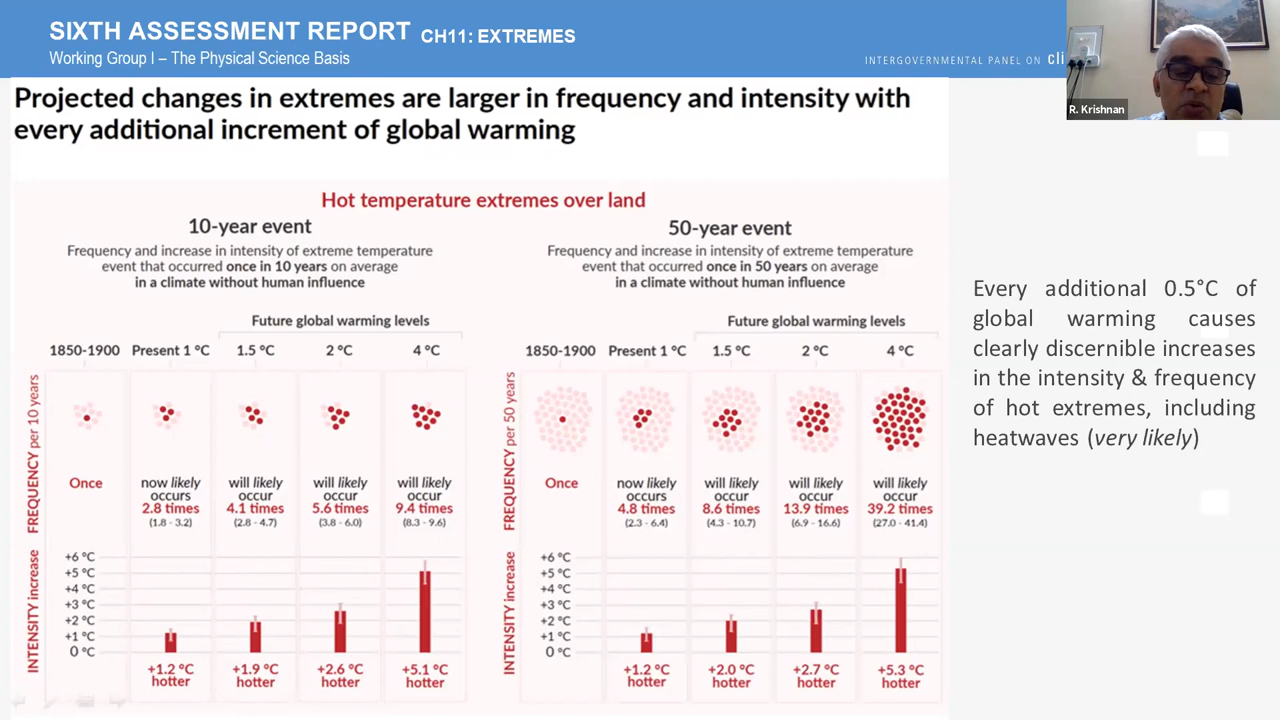 SIXTH ASSESSMENT REPORT CH11: EXTREMES
Working Group I – The Physical Science Basis
INTERGOVERNMENTAL PANEL ON cli
R. Krishnan
Projected changes in extremes are larger in frequency and intensity with
every additional increment of global warming
Hot temperature extremes over land
10-year event
Frequency and increase in intensity of extreme temperature
event that occurred once in 10 years on average
in a climate without human influence
Future global warming levels
1850-1900 Present 1 °C 1.5 °C 2 °C 4 °C
FREQUENCY per 10 years
Once
now likely occurs 2.8 times (1.8 - 3.2)
will likely occur 4.1 times (2.8 - 4.7)
will likely occur 5.6 times (3.8 - 6.0)
will likely occur 9.4 times (8.3 - 9.6)
INTENSITY increase
+6 °C
+5 °C
+4 °C
+3 °C
+2 °C
+1 °C
0 °C
+1.2 °C hotter
+1.9 °C hotter
+2.6 °C hotter
+5.1 °C hotter
50-year event
Frequency and increase in intensity of extreme temperature
event that occurred once in 50 years on average
in a climate without human influence
Future global warming levels
1850-1900 Present 1 °C 1.5 °C 2 °C 4 °C
FREQUENCY per 50 years
Once
now likely occurs 4.8 times (2.3 - 6.4)
will likely occur 8.6 times (4.3 - 10.7)
will likely occur 13.9 times (6.9 - 16.6)
will likely occur 39.2 times (27.0 - 41.4)
INTENSITY increase
+6 °C
+5 °C
+4 °C
+3 °C
+2 °C
+1 °C
0 °C
+1.2 °C hotter
+2.0 °C hotter
+2.7 °C hotter
+5.3 °C hotter
Every additional 0.5°C of
global warming causes
clearly discernible increases
in the intensity & frequency
of hot extremes, including
heatwaves (very likely)